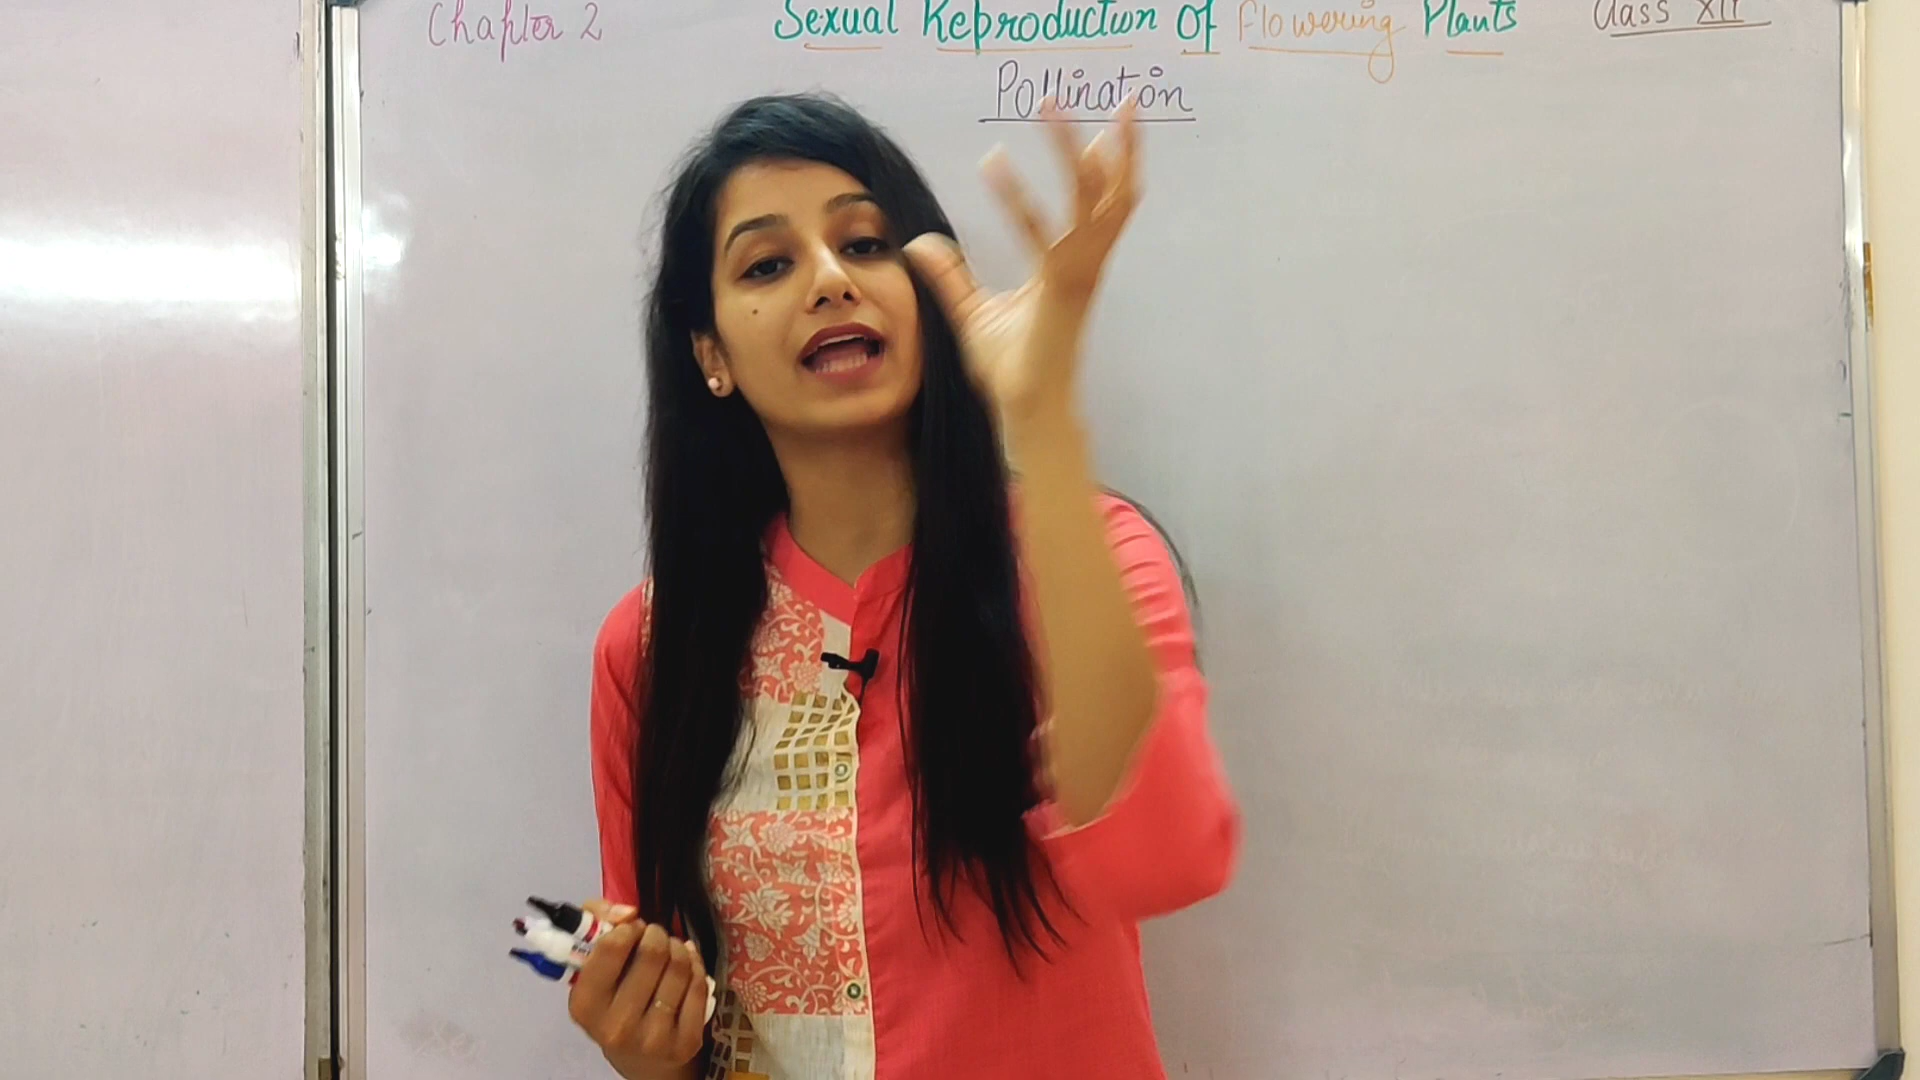 Chapter 2
Sexual Reproduction Of Flowering Plants
Class XII
Pollination